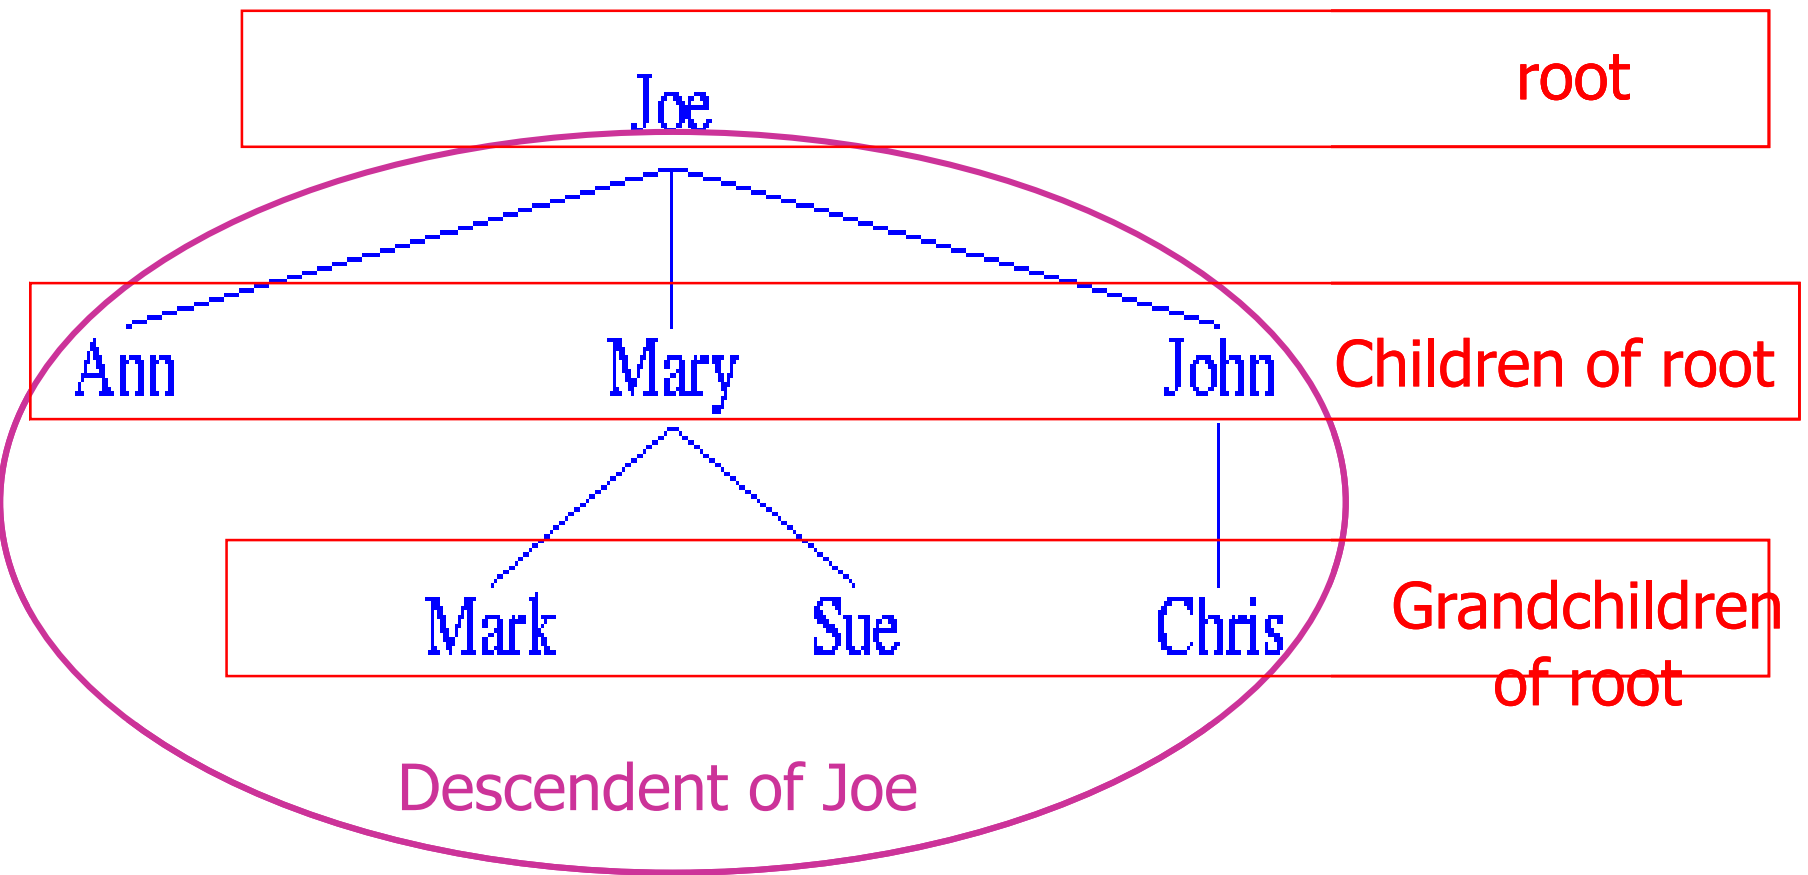 Joe root
Ann Mary John Children of root
Mark Sue Chris Grandchildren
of root
Descendent of Joe